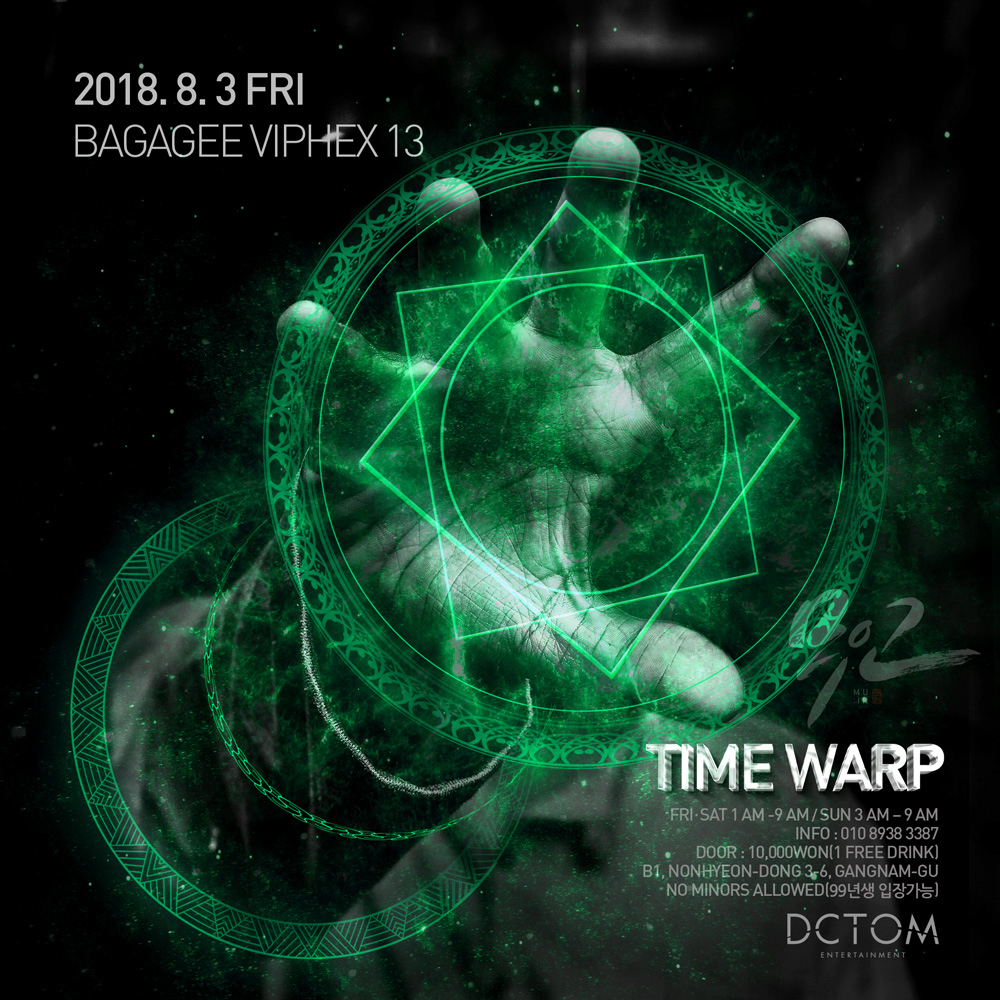 2018. 8. 3 FRI
BAGAGEE VIPHEX 13
무인
TIME WARP
FRI·SAT 1 AM -9 AM / SUN 3 AM – 9 AM
INFO : 010 8938 3387
DOOR : 10,000WON(1 FREE DRINK)
B1, NONHYEON-DONG 3-6, GANGNAM-GU
NO MINORS ALLOWED(99년생 입장가능)
DCTOM
ENTERTAINMENT